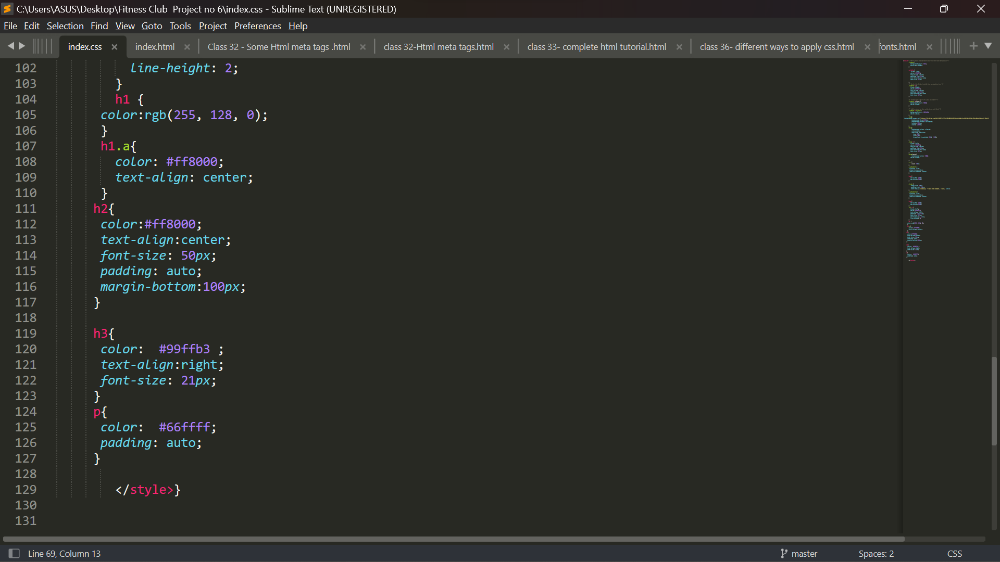 C:\Users\ASUS\Desktop\Fitness Club  Project no 6\index.css - Sublime Text (UNREGISTERED)
File Edit Selection Find View Goto Tools Project Preferences Help
index.css × index.html × Class 32 - Some Html meta tags .html × class 32-Html meta tags.html × class 33- complete html tutorial.html × class 36- different ways to apply css.html × fonts.html ×
102 line-height: 2;
103 }
104 h1 {
105 color:rgb(255, 128, 0);
106 }
107 h1.a{
108 color: #ff8000;
109 text-align: center;
110 }
111 h2{
112 color:#ff8000;
113 text-align:center;
114 font-size: 50px;
115 padding: auto;
116 margin-bottom:100px;
117 }
118
119 h3{
120 color:  #99ffb3 ;
121 text-align:right;
122 font-size: 21px;
123 }
124 p{
125 color:  #66ffff;
126 padding: auto;
127 }
128
129 </style>}
130
131
Line 69, Column 13 master Spaces: 2 CSS